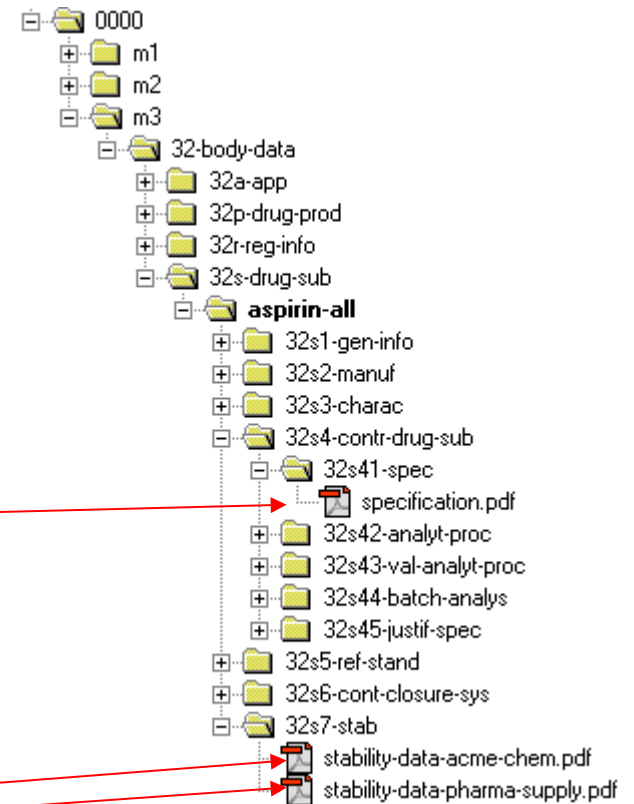 0000
m1
m2
m3
32-body-data
32a-app
32p-drug-prod
32r-reg-info
32s-drug-sub
aspirin-all
32s1-gen-info
32s2-manuf
32s3-charac
32s4-contr-drug-sub
32s41-spec
specification.pdf
32s42-analyt-proc
32s43-val-analyt-proc
32s44-batch-analys
32s45-justif-spec
32s5-ref-stand
32s6-cont-closure-sys
32s7-stab
stability-data-acme-chem.pdf
stability-data-pharma-supply.pdf